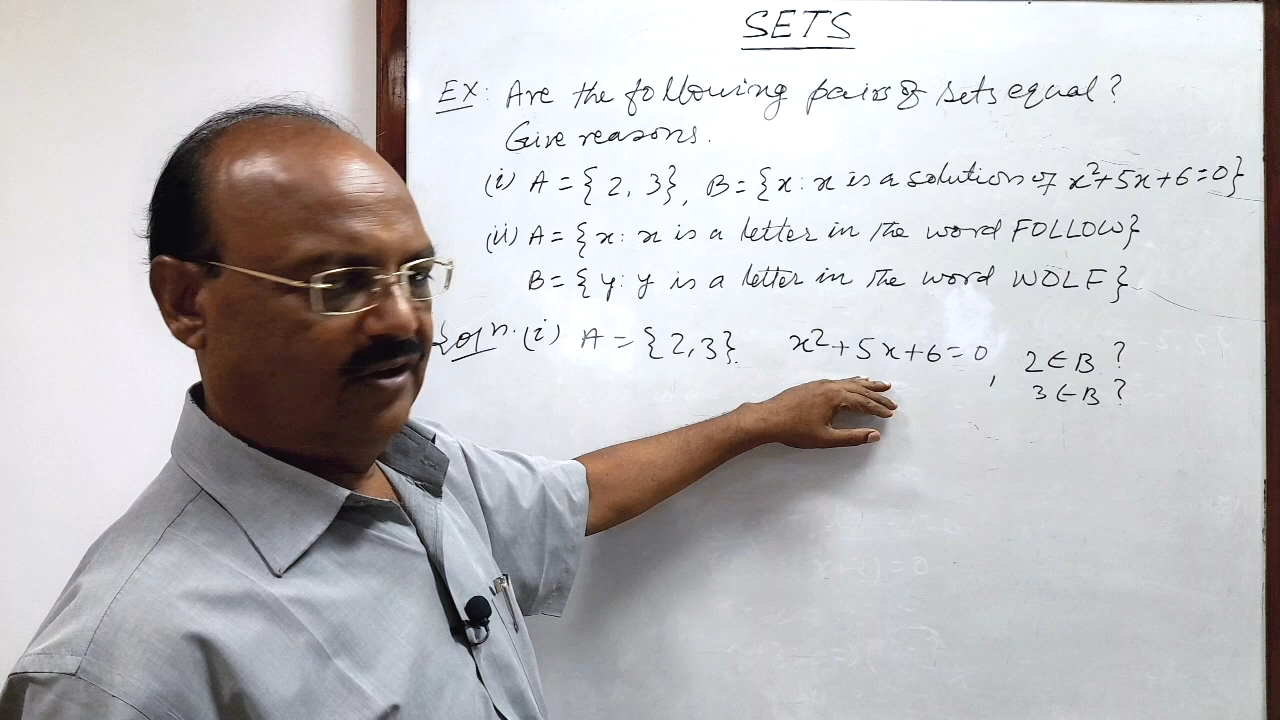 SETS
EX: Are the following pairs of sets equal?
Give reasons.
(i) A = {2, 3}, B = {x: x is a solution of x²+5x+6=0}
(ii) A = {x: x is a letter in the word FOLLOW}
B = {y: y is a letter in the word WOLF}
Solⁿ. (i) A = {2,3}. x²+5x+6=0, 2∈B ?
3∈B ?